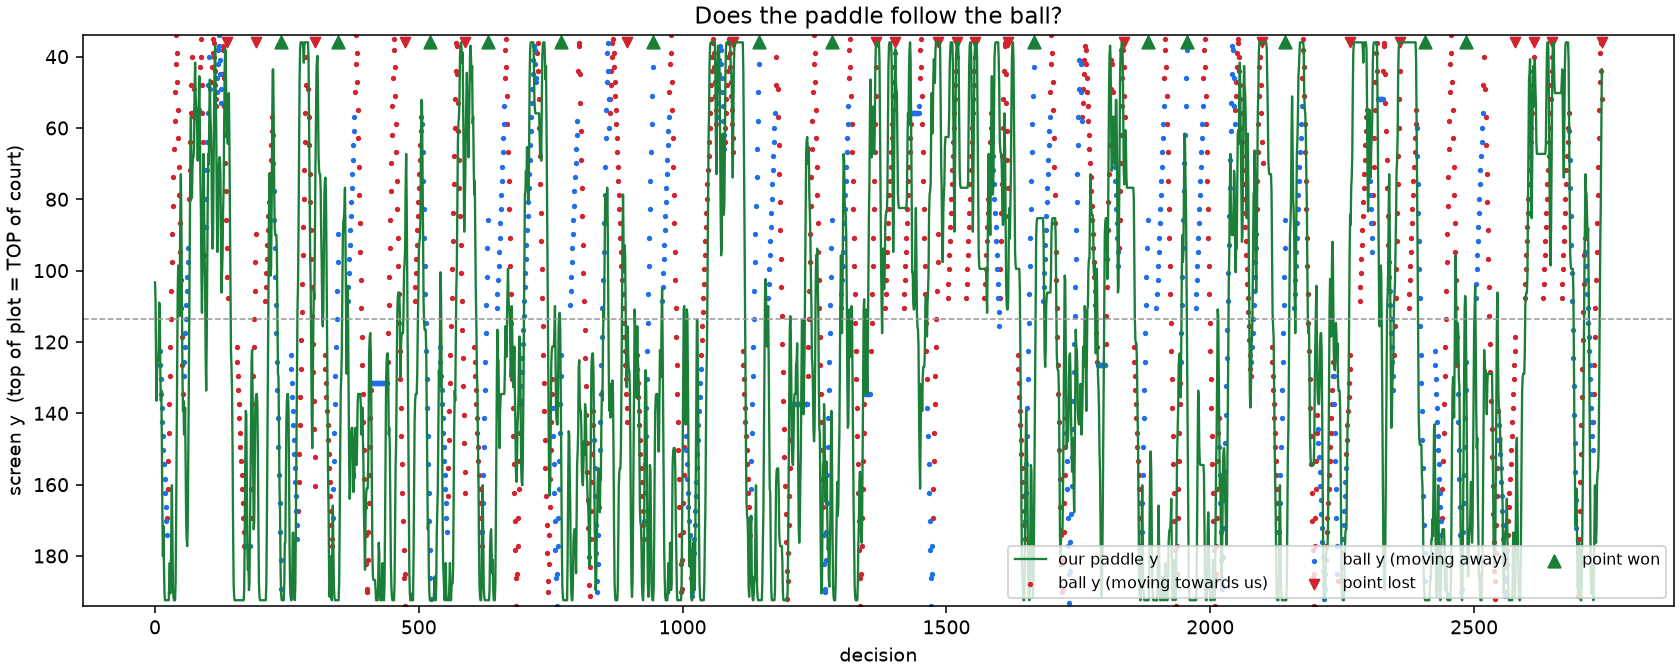 Does the paddle follow the ball?
screen y  (top of plot = TOP of court)
40
60
80
100
120
140
160
180
our paddle y
ball y (moving towards us)
ball y (moving away)
point lost
point won
0
500
1000
1500
2000
2500
decision